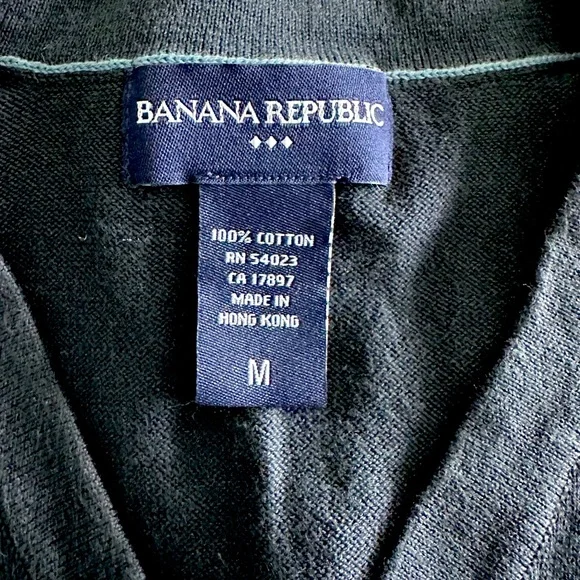 BANANA REPUBLIC
100% COTTON
RN 54023
CA 17897
MADE IN
HONG KONG
M